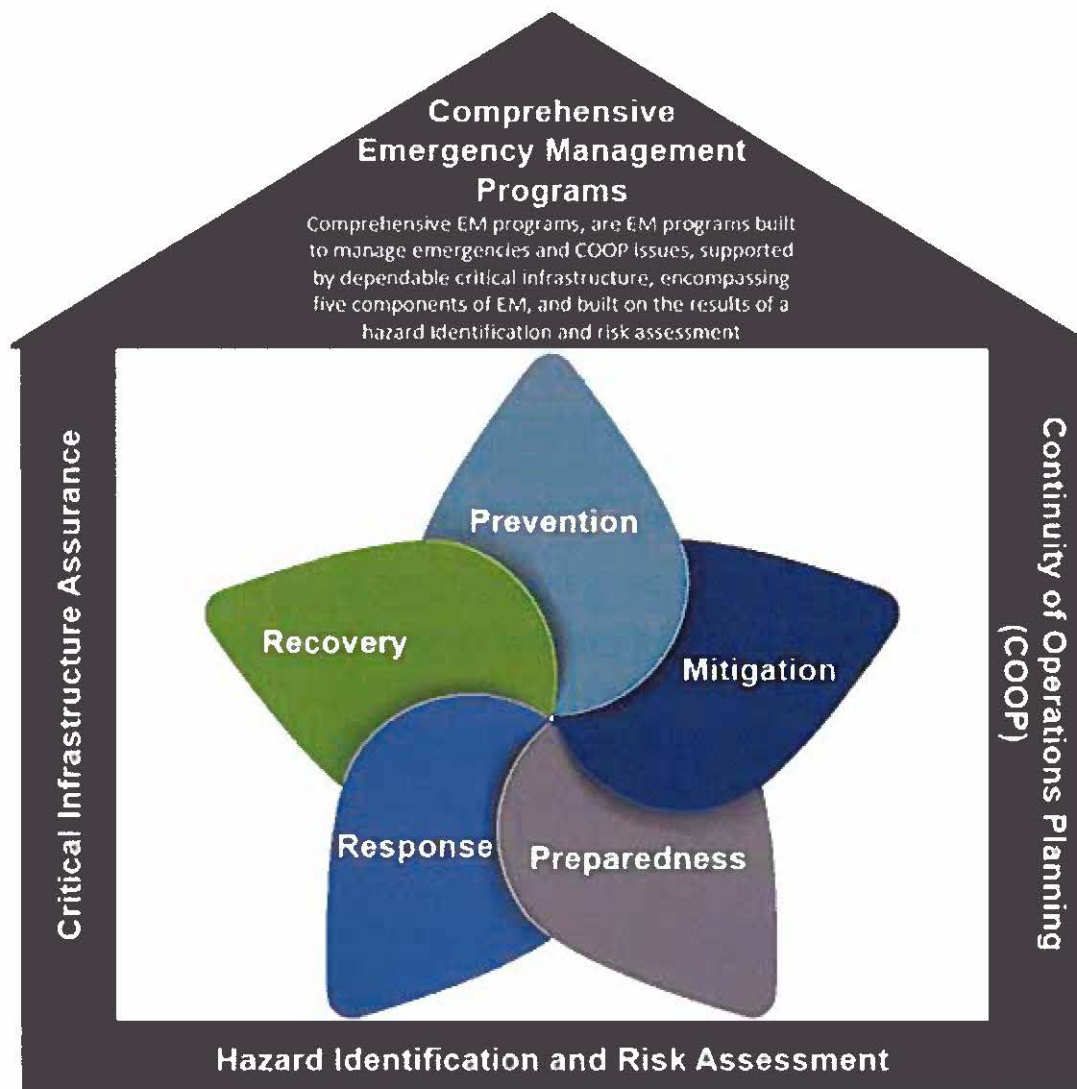 Comprehensive
Emergency Management
Programs
Comprehensive EM programs, are EM programs built
to manage emergencies and COOP issues, supported
by dependable critical infrastructure, encompassing
five components of EM, and built on the results of a
hazard identification and risk assessment
Critical Infrastructure Assurance
Prevention
Recovery
Mitigation
Response
Preparedness
Continuity of Operations Planning
(COOP)
Hazard Identification and Risk Assessment